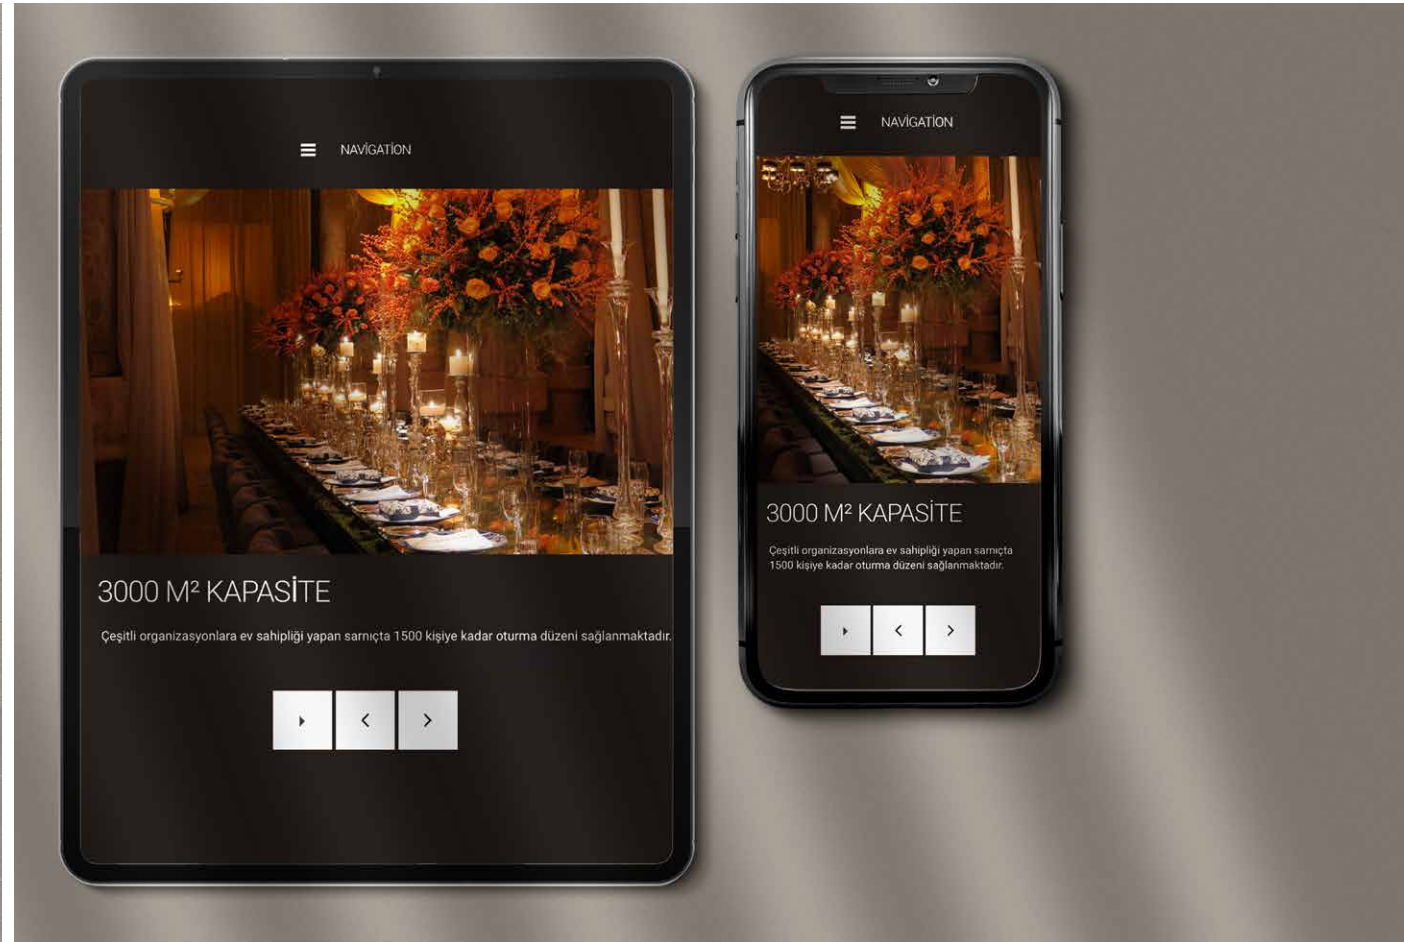 NAVİGATİON
3000 M² KAPASİTE
Çeşitli organizasyonlara ev sahipliği yapan sarnıçta 1500 kişiye kadar oturma düzeni sağlanmaktadır.
NAVİGATİON
3000 M² KAPASİTE
Çeşitli organizasyonlara ev sahipliği yapan sarnıçta
1500 kişiye kadar oturma düzeni sağlanmaktadır.